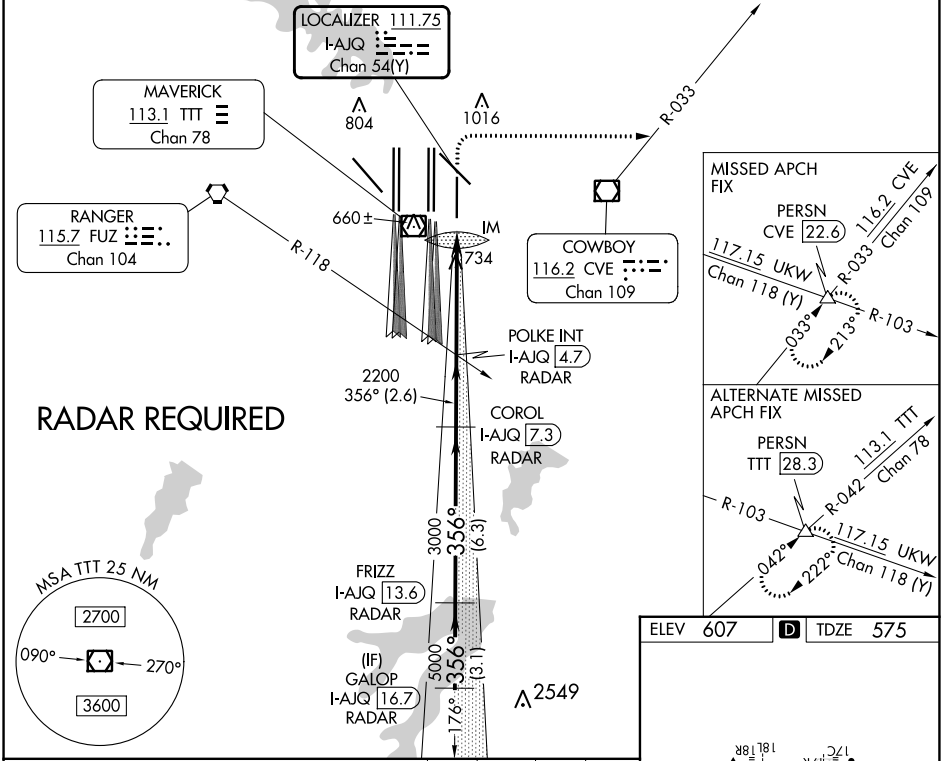 LOCALIZER 111.75
I-AJQ
Chan 54(Y)
MAVERICK
113.1 TTT
Chan 78
804
1016
R-033
RANGER
115.7 FUZ
Chan 104
660±
IM
734
R-118
COWBOY
116.2 CVE
Chan 109
MISSED APCH
FIX
PERSN
CVE 22.6
116.2 CVE
Chan 109
R-033
117.15 UKW
Chan 118 (Y)
R-103
033°
213°
POLKE INT
I-AJQ 4.7
RADAR
2200
356° (2.6)
RADAR REQUIRED
COROL
I-AJQ 7.3
RADAR
ALTERNATE MISSED
APCH FIX
PERSN
TTT 28.3
113.1 TTT
Chan 78
R-042
R-103
117.15 UKW
Chan 118 (Y)
042°
222°
3000
356°
(6.3)
FRIZZ
I-AJQ 13.6
RADAR
MSA TTT 25 NM
2700
090°
270°
3600
5000
356°
(3.1)
(IF)
GALOP
I-AJQ 16.7
RADAR
176°
2549
ELEV 607
D
TDZE 575
18R
18L
17C